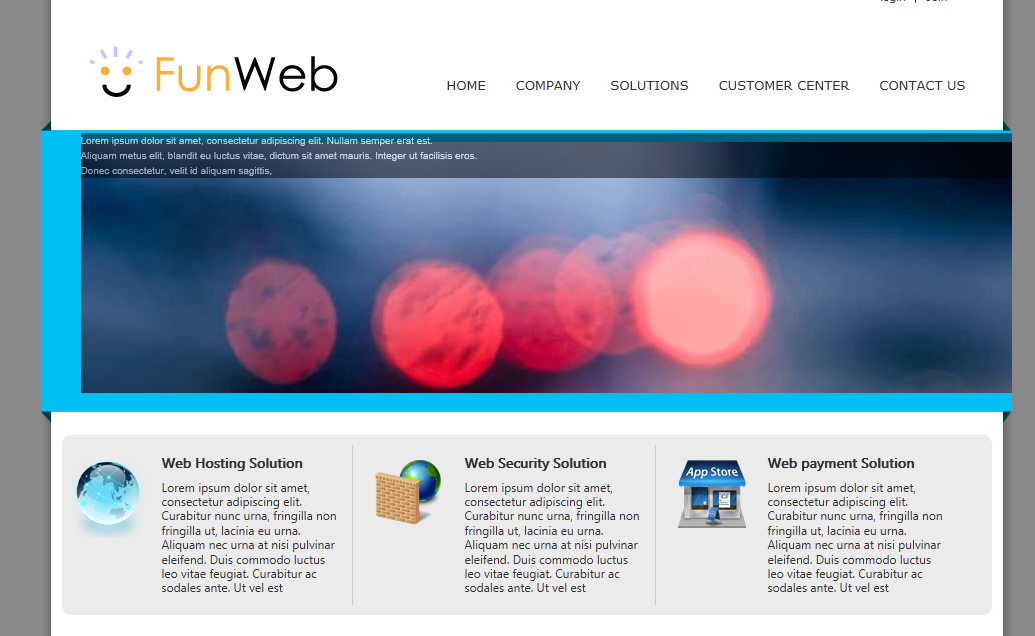 Login | Join
FunWeb
HOME COMPANY SOLUTIONS CUSTOMER CENTER CONTACT US
Lorem ipsum dolor sit amet, consectetur adipiscing elit. Nullam semper erat est.
Aliquam metus elit, blandit eu luctus vitae, dictum sit amet mauris. Integer ut facilisis eros.
Donec consectetur, velit id aliquam sagittis,
Web Hosting Solution
Lorem ipsum dolor sit amet,
consectetur adipiscing elit.
Curabitur nunc urna, fringilla non
fringilla ut, lacinia eu urna.
Aliquam nec urna at nisi pulvinar
eleifend. Duis commodo luctus
leo vitae feugiat. Curabitur ac
sodales ante. Ut vel est
Web Security Solution
Lorem ipsum dolor sit amet,
consectetur adipiscing elit.
Curabitur nunc urna, fringilla non
fringilla ut, lacinia eu urna.
Aliquam nec urna at nisi pulvinar
eleifend. Duis commodo luctus
leo vitae feugiat. Curabitur ac
sodales ante. Ut vel est
App Store
Web payment Solution
Lorem ipsum dolor sit amet,
consectetur adipiscing elit.
Curabitur nunc urna, fringilla non
fringilla ut, lacinia eu urna.
Aliquam nec urna at nisi pulvinar
eleifend. Duis commodo luctus
leo vitae feugiat. Curabitur ac
sodales ante. Ut vel est